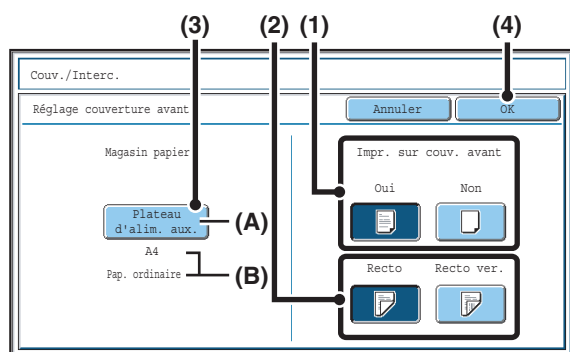 (3) (2) (1) (4)
Couv./Interc.
Réglage couverture avant Annuler OK
Magasin papier Impr. sur couv. avant
Oui Non
Plateau
d'alim. aux. (A)
A4
Pap. ordinaire (B)
Recto Recto ver.